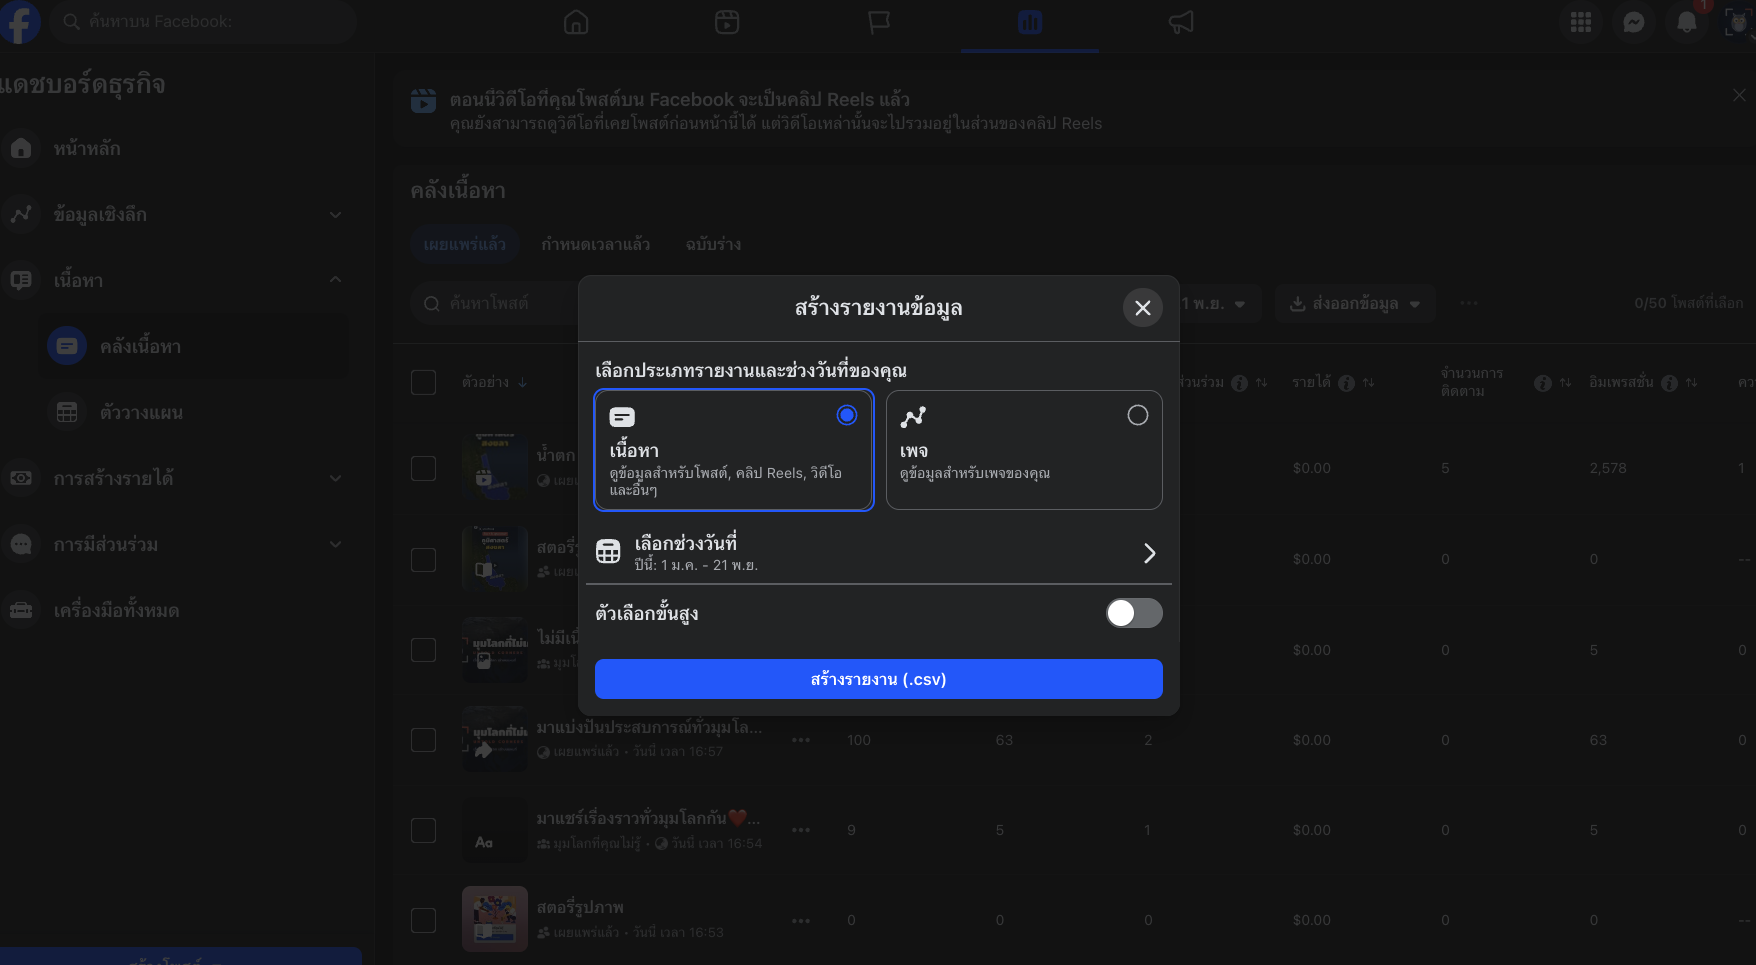 ค้นหาบน Facebook:
1
แดชบอร์ดธุรกิจ
หน้าหลัก
ข้อมูลเชิงลึก
เนื้อหา
คลังเนื้อหา
ตัววางแผน
การสร้างรายได้
การมีส่วนร่วม
เครื่องมือทั้งหมด
ตอนนี้วิดีโอที่คุณโพสต์บน Facebook จะเป็นคลิป Reels แล้ว
คุณยังสามารถดูวิดีโอที่เคยโพสต์ก่อนหน้านี้ได้ แต่วิดีโอเหล่านั้นจะไปรวมอยู่ในส่วนของคลิป Reels
คลังเนื้อหา
เผยแพร่แล้ว กำหนดเวลาแล้ว ฉบับร่าง
ค้นหาโพสต์ 1 พ.ย. ส่งออกข้อมูล 0/50 โพสต์ที่เลือก
สร้างรายงานข้อมูล
เลือกประเภทรายงานและช่วงวันที่ของคุณ
เนื้อหา
ดูข้อมูลสำหรับโพสต์, คลิป Reels, วิดีโอ
และอื่นๆ
เพจ
ดูข้อมูลสำหรับเพจของคุณ
เลือกช่วงวันที่
ปีนี้: 1 ม.ค. - 21 พ.ย.
ตัวเลือกขั้นสูง
สร้างรายงาน (.csv)
ตัวอย่าง ส่วนร่วม รายได้ จำนวนการ
ติดตาม อิมเพรสชั่น
น้ำตก $0.00 5 2,578 1
$0.00 0 0 --
ไม่มีเนื้ $0.00 0 5 0
มาแบ่งปันประสบการณ์ทั่วมุมโล... 100 63 2 $0.00 0 63 0
เผยแพร่แล้ว • วันนี้ เวลา 16:57
มาแชร์เรื่องราวทั่วมุมโลกกัน❤️... 9 5 1 $0.00 0 5 0
มุมโลกที่คุณไม่รู้ • วันนี้ เวลา 16:54
Aa
สตอรี่รูปภาพ 0 0 0 $0.00 0 0 --
เผยแพร่แล้ว • วันนี้ เวลา 16:53